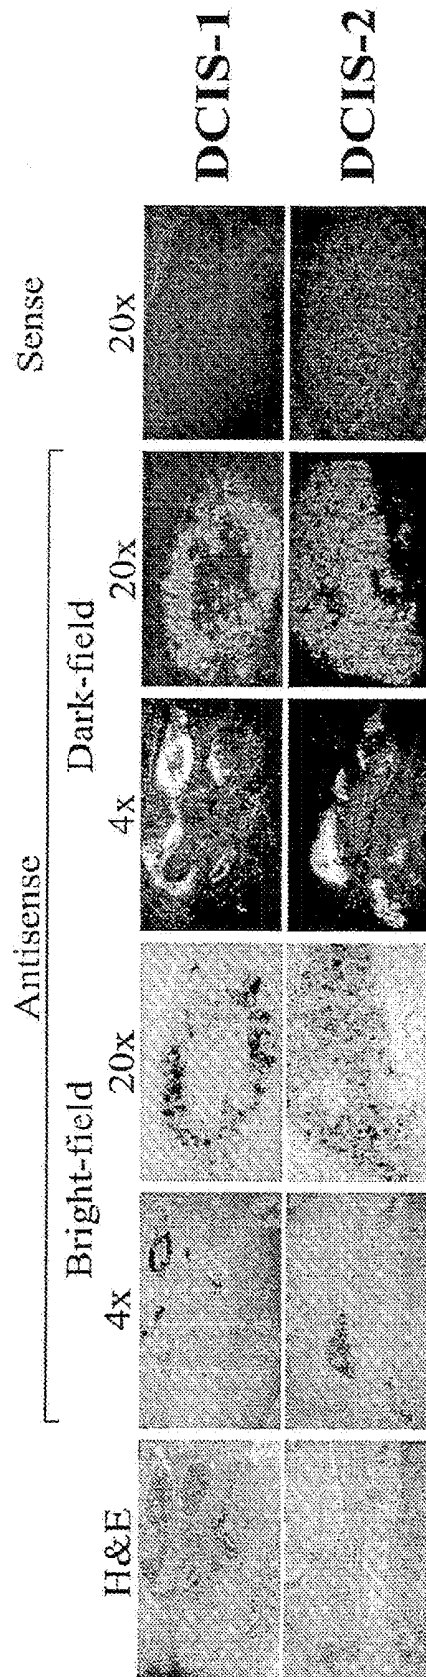 Antisense Sense
Bright-field Dark-field
H&E 4x 20x 4x 20x 20x
DCIS-1
DCIS-2